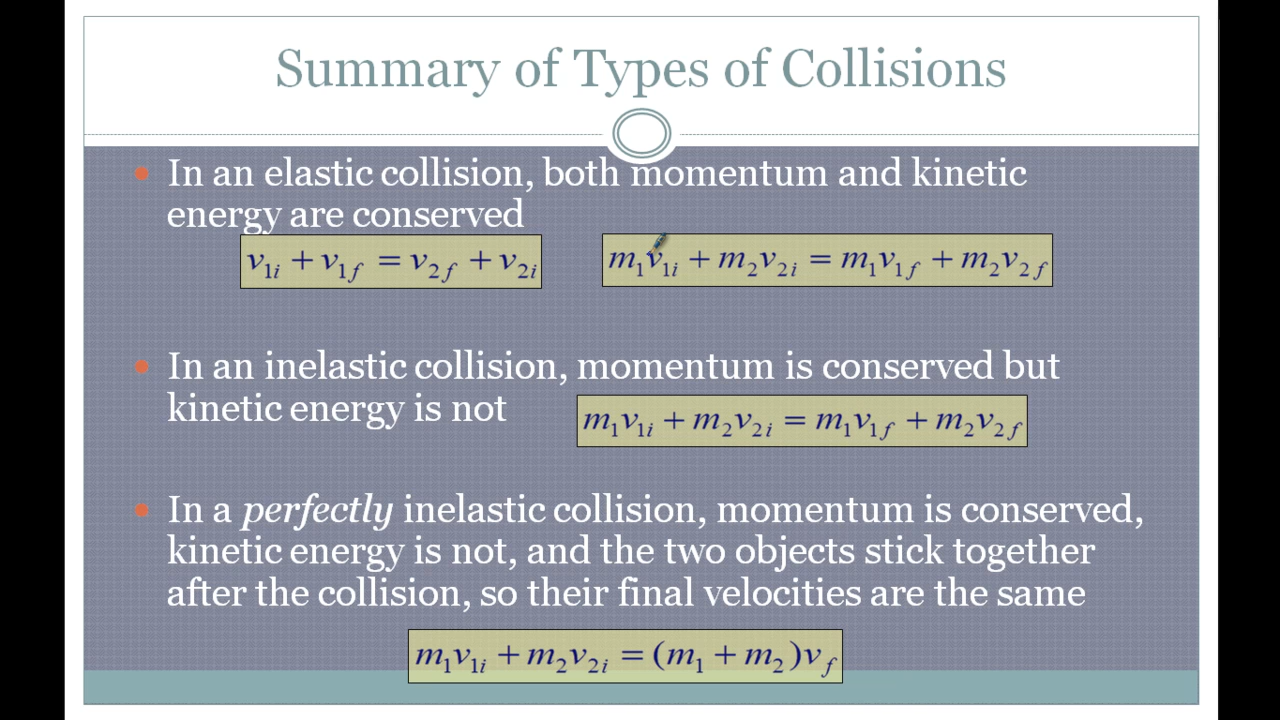 Summary of Types of Collisions
• In an elastic collision, both momentum and kinetic
energy are conserved
v₁ᵢ + v₁f = v₂f + v₂ᵢ
m₁v₁ᵢ + m₂v₂ᵢ = m₁v₁f + m₂v₂f
• In an inelastic collision, momentum is conserved but
kinetic energy is not
m₁v₁ᵢ + m₂v₂ᵢ = m₁v₁f + m₂v₂f
• In a perfectly inelastic collision, momentum is conserved,
kinetic energy is not, and the two objects stick together
after the collision, so their final velocities are the same
m₁v₁ᵢ + m₂v₂ᵢ = (m₁ + m₂)vf